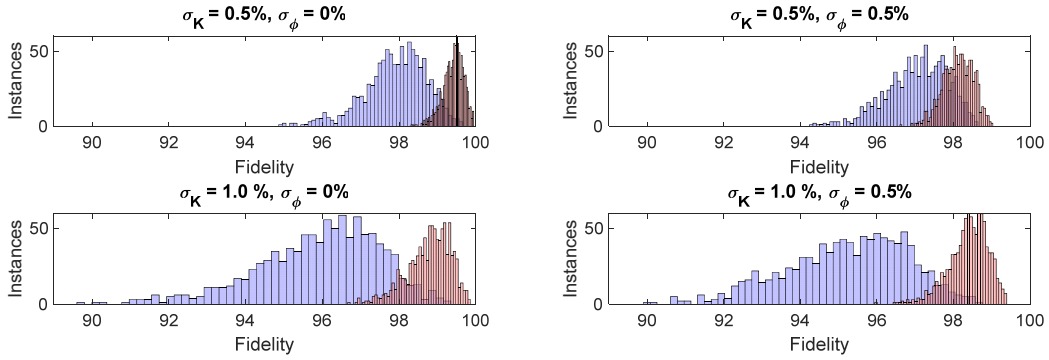 σK = 0.5%, σϕ = 0%
Instances
50
0
90 92 94 96 98 100
Fidelity
σK = 0.5%, σϕ = 0.5%
Instances
50
0
90 92 94 96 98 100
Fidelity
σK = 1.0 %, σϕ = 0%
Instances
50
0
90 92 94 96 98 100
Fidelity
σK = 1.0 %, σϕ = 0.5%
Instances
50
0
90 92 94 96 98 100
Fidelity